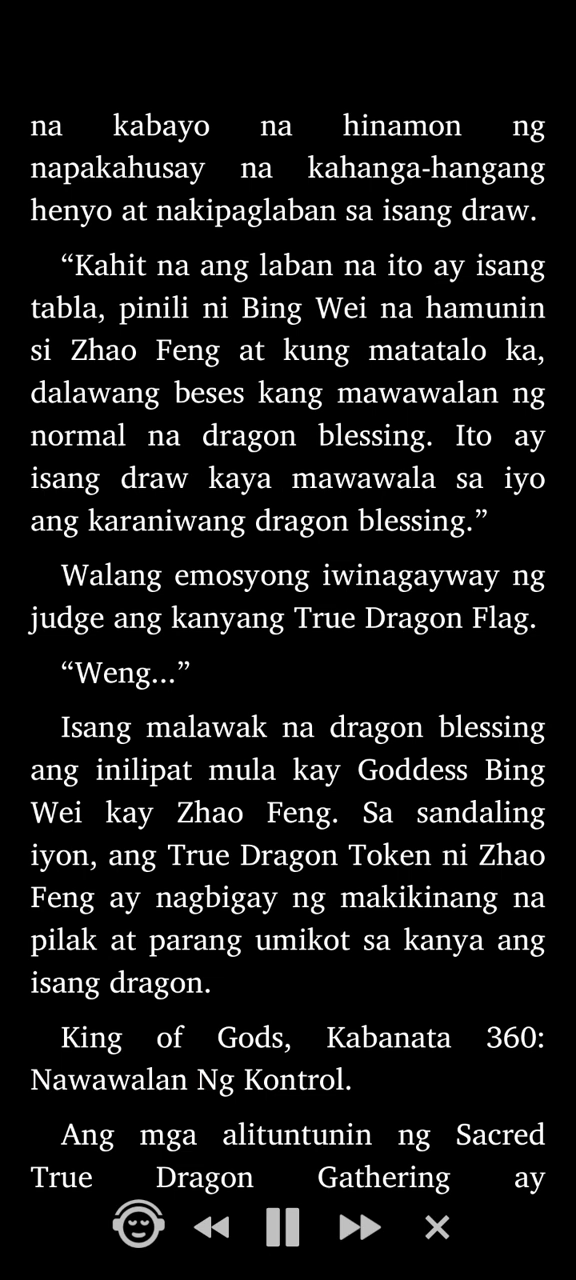 na kabayo na hinamon ng
napakahusay na kahanga-hangang
henyo at nakipaglaban sa isang draw.
“Kahit na ang laban na ito ay isang
tabla, pinili ni Bing Wei na hamunin
si Zhao Feng at kung matatalo ka,
dalawang beses kang mawawalan ng
normal na dragon blessing. Ito ay
isang draw kaya mawawala sa iyo
ang karaniwang dragon blessing.”
Walang emosyong iwinagayway ng
judge ang kanyang True Dragon Flag.
“Weng...”
Isang malawak na dragon blessing
ang inilipat mula kay Goddess Bing
Wei kay Zhao Feng. Sa sandaling
iyon, ang True Dragon Token ni Zhao
Feng ay nagbigay ng makikinang na
pilak at parang umikot sa kanya ang
isang dragon.
King of Gods, Kabanata 360:
Nawawalan Ng Kontrol.
Ang mga alituntunin ng Sacred
True Dragon Gathering ay